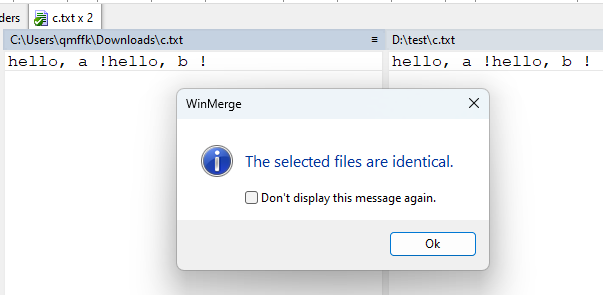 ders
c.txt x 2
C:\Users\qmffk\Downloads\c.txt
D:\test\c.txt
hello, a !hello, b !
hello, a !hello, b !
WinMerge
The selected files are identical.
Don't display this message again.
Ok